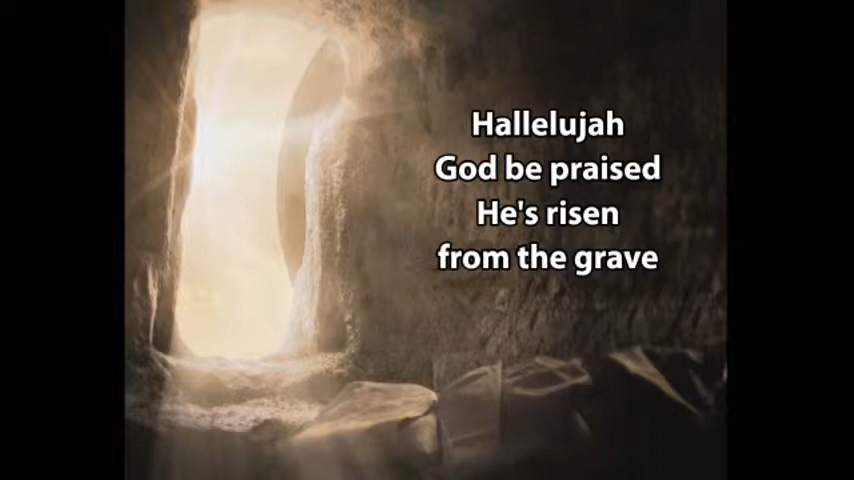 Hallelujah
God be praised
He's risen
from the grave